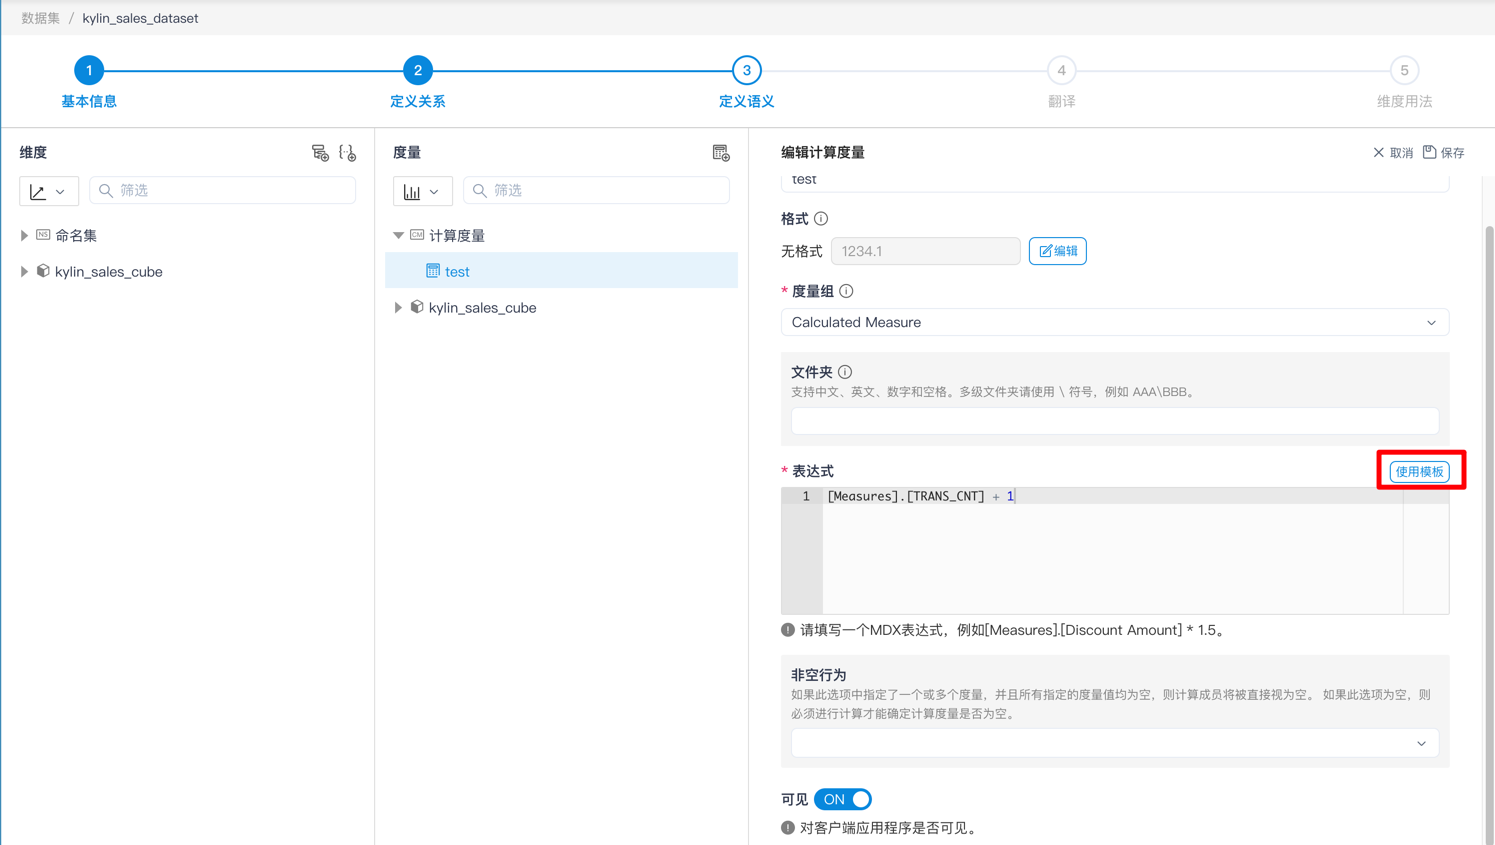 数据集 / kylin_sales_dataset
1 2 3 4 5
基本信息 定义关系 定义语义 翻译 维度用法
维度
筛选
NS 命名集
kylin_sales_cube
度量
筛选
CM 计算度量
test
kylin_sales_cube
编辑计算度量 取消 保存
test
格式
无格式 1234.1 编辑
* 度量组
Calculated Measure
文件夹
支持中文、英文、数字和空格。多级文件夹请使用 \ 符号，例如 AAA\BBB。
* 表达式 使用模板
1 [Measures].[TRANS_CNT] + 1
请填写一个MDX表达式，例如[Measures].[Discount Amount] * 1.5。
非空行为
如果此选项中指定了一个或多个度量，并且所有指定的度量值均为空，则计算成员将被直接视为空。 如果此选项为空，则
必须进行计算才能确定计算度量是否为空。
可见 ON
对客户端应用程序是否可见。